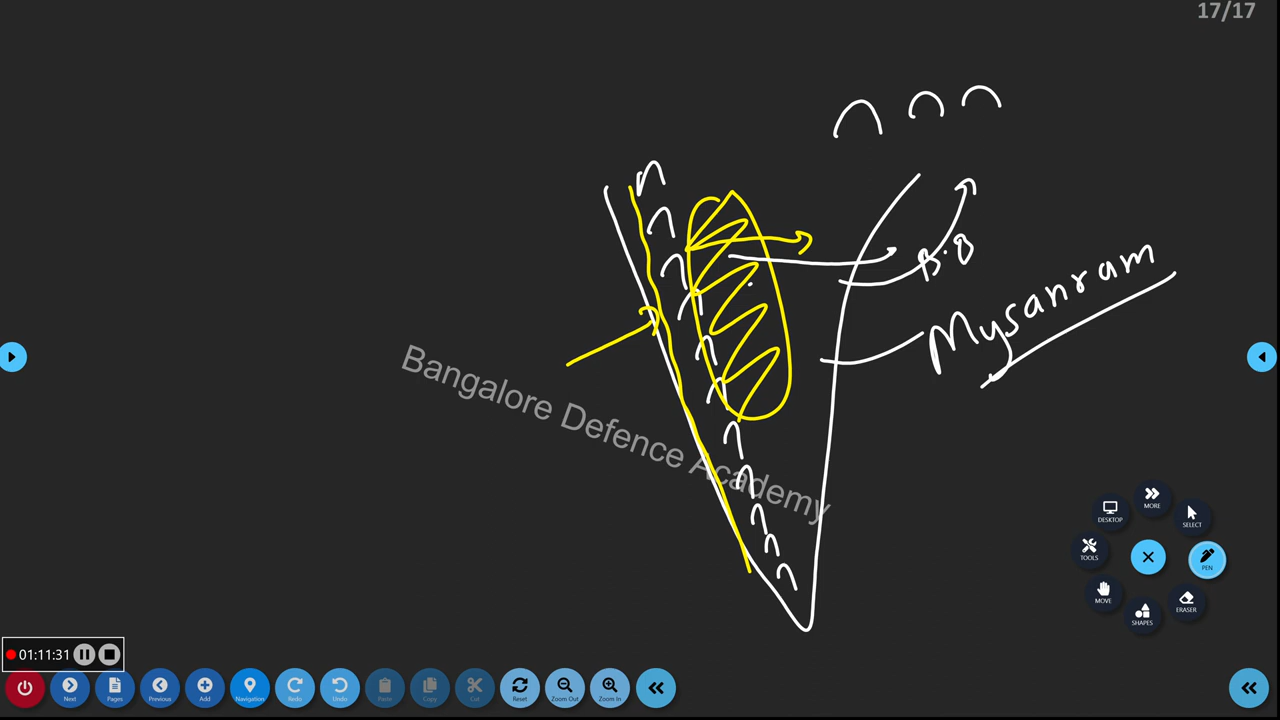 17/17
B.O
Mysanram
Bangalore Defence Academy
MORE
DESKTOP
SELECT
TOOLS
PEN
MOVE
ERASER
SHAPES
01:11:31
Next
Pages
Previous
Add
Navigation
Redo
Undo
Paste
Copy
Cut
Reset
Zoom Out
Zoom In